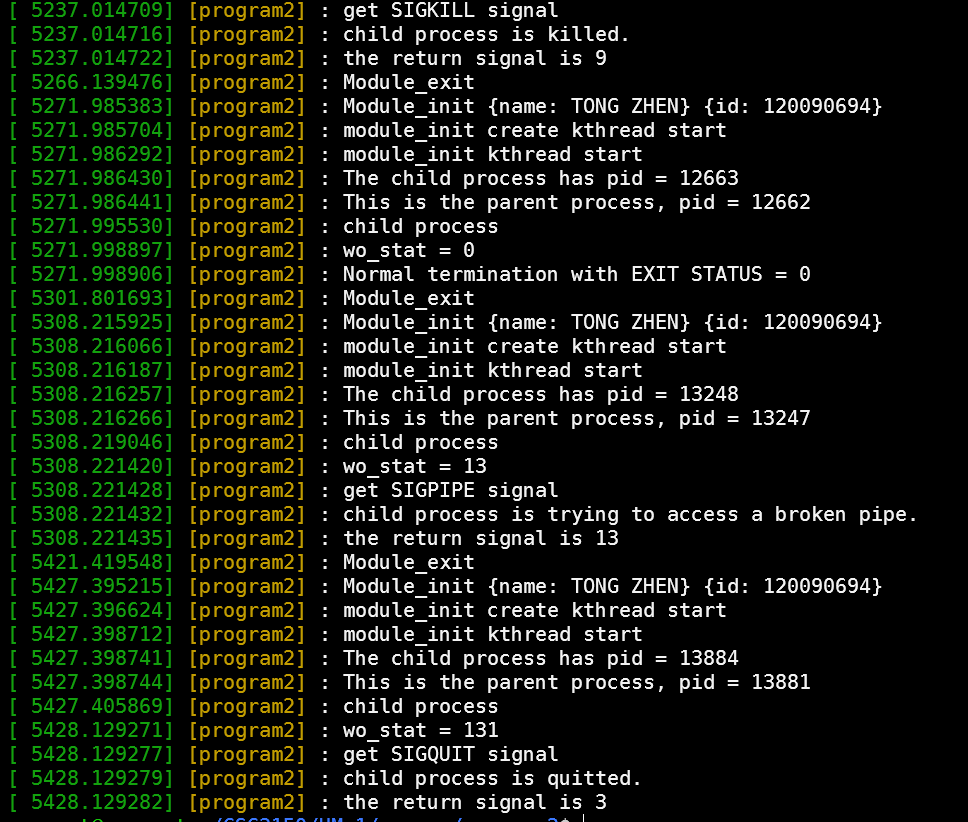 [ 5237.014709] [program2] : get SIGKILL signal
[ 5237.014716] [program2] : child process is killed.
[ 5237.014722] [program2] : the return signal is 9
[ 5266.139476] [program2] : Module_exit
[ 5271.985383] [program2] : Module_init {name: TONG ZHEN} {id: 120090694}
[ 5271.985704] [program2] : module_init create kthread start
[ 5271.986292] [program2] : module_init kthread start
[ 5271.986430] [program2] : The child process has pid = 12663
[ 5271.986441] [program2] : This is the parent process, pid = 12662
[ 5271.995530] [program2] : child process
[ 5271.998897] [program2] : wo_stat = 0
[ 5271.998906] [program2] : Normal termination with EXIT STATUS = 0
[ 5301.801693] [program2] : Module_exit
[ 5308.215925] [program2] : Module_init {name: TONG ZHEN} {id: 120090694}
[ 5308.216066] [program2] : module_init create kthread start
[ 5308.216187] [program2] : module_init kthread start
[ 5308.216257] [program2] : The child process has pid = 13248
[ 5308.216266] [program2] : This is the parent process, pid = 13247
[ 5308.219046] [program2] : child process
[ 5308.221420] [program2] : wo_stat = 13
[ 5308.221428] [program2] : get SIGPIPE signal
[ 5308.221432] [program2] : child process is trying to access a broken pipe.
[ 5308.221435] [program2] : the return signal is 13
[ 5421.419548] [program2] : Module_exit
[ 5427.395215] [program2] : Module_init {name: TONG ZHEN} {id: 120090694}
[ 5427.396624] [program2] : module_init create kthread start
[ 5427.398712] [program2] : module_init kthread start
[ 5427.398741] [program2] : The child process has pid = 13884
[ 5427.398744] [program2] : This is the parent process, pid = 13881
[ 5427.405869] [program2] : child process
[ 5428.129271] [program2] : wo_stat = 131
[ 5428.129277] [program2] : get SIGQUIT signal
[ 5428.129279] [program2] : child process is quitted.
[ 5428.129282] [program2] : the return signal is 3